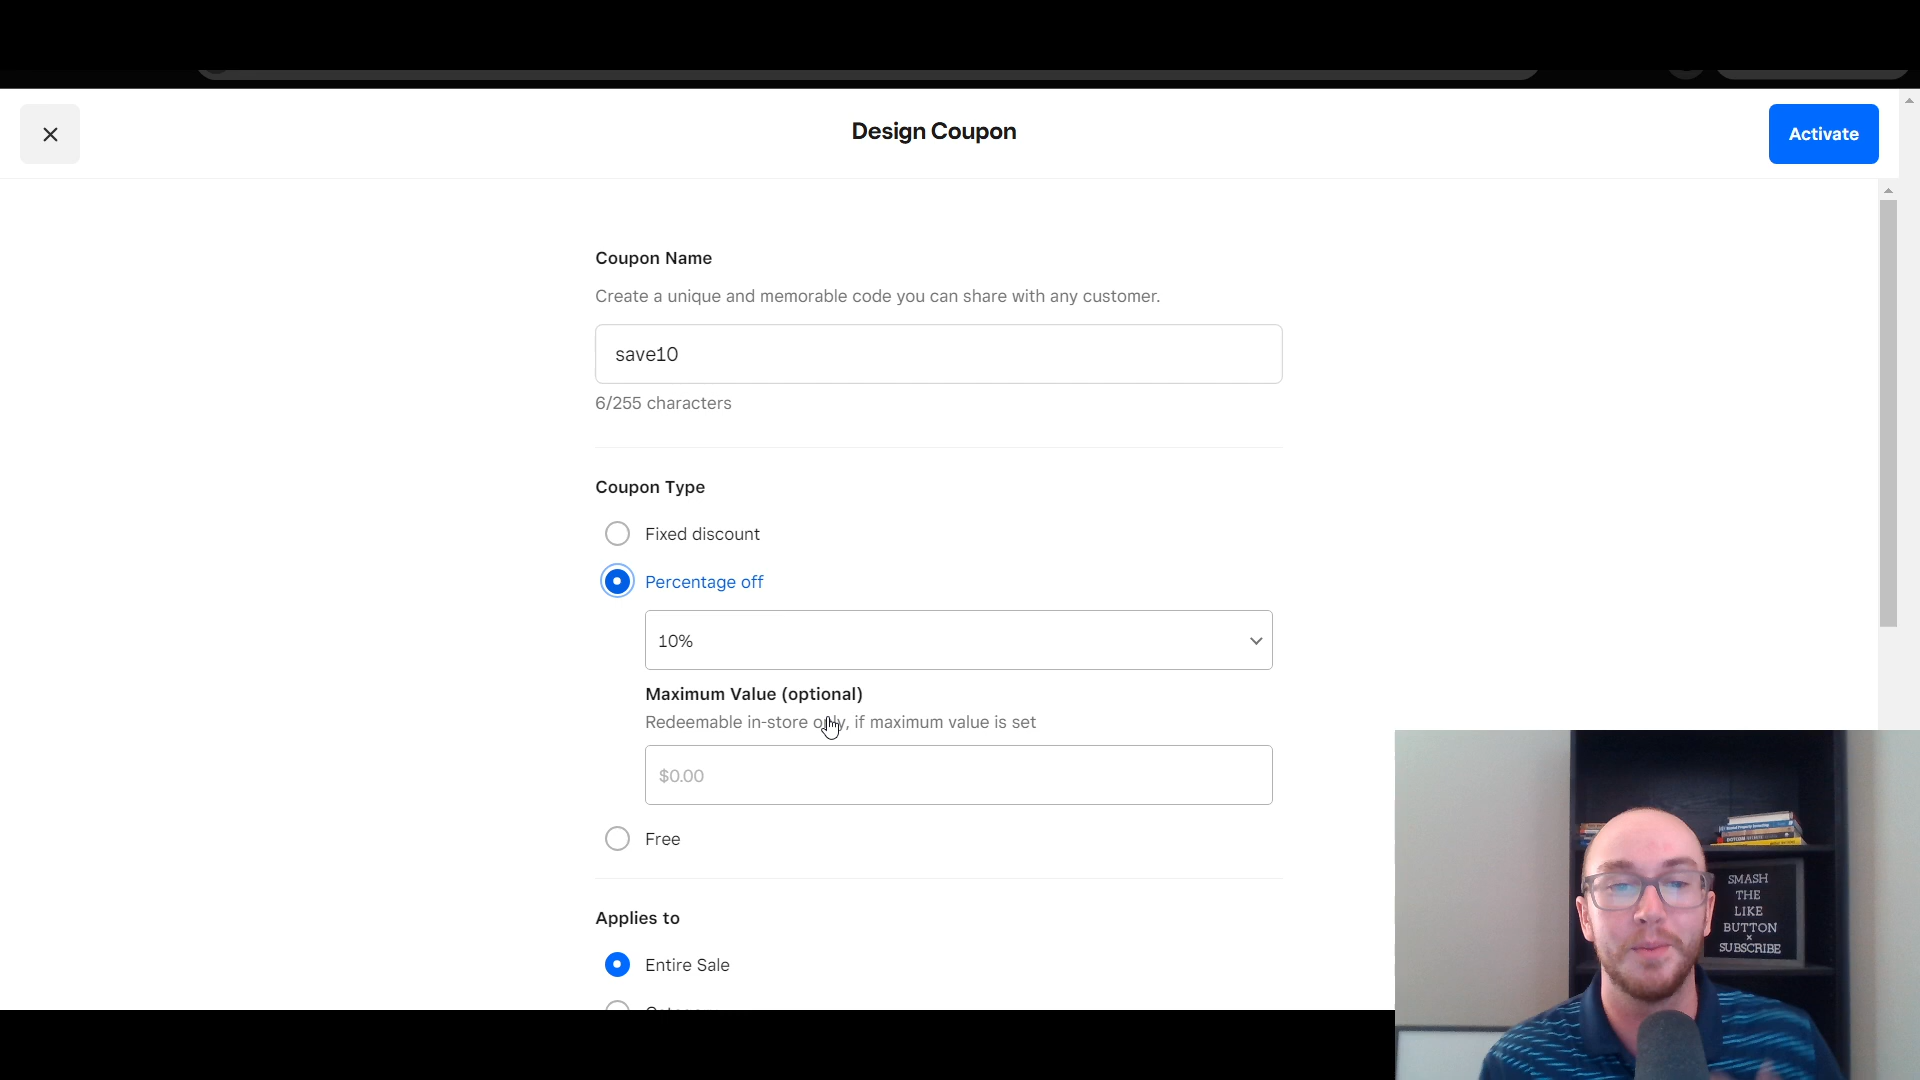 Design Coupon
Activate
Coupon Name
Create a unique and memorable code you can share with any customer.
save10
6/255 characters
Coupon Type
Fixed discount
Percentage off
10%
Maximum Value (optional)
Redeemable in-store only, if maximum value is set
$0.00
Free
Applies to
Entire Sale
SMASH
THE
LIKE
BUTTON
×
SUBSCRIBE